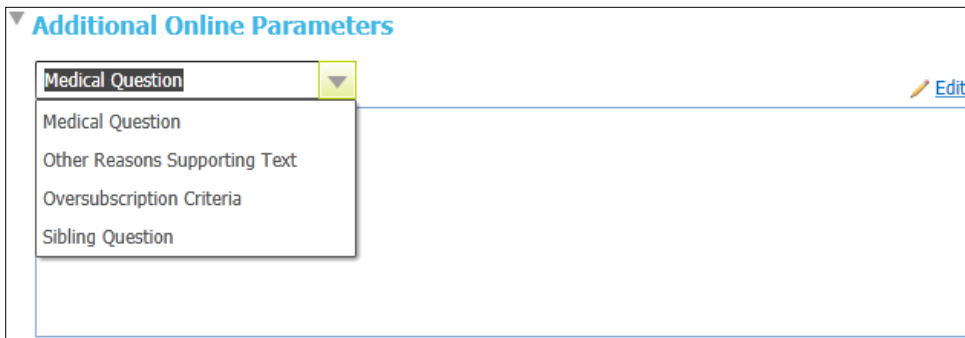 Additional Online Parameters
Medical Question
Edit
Medical Question
Other Reasons Supporting Text
Oversubscription Criteria
Sibling Question